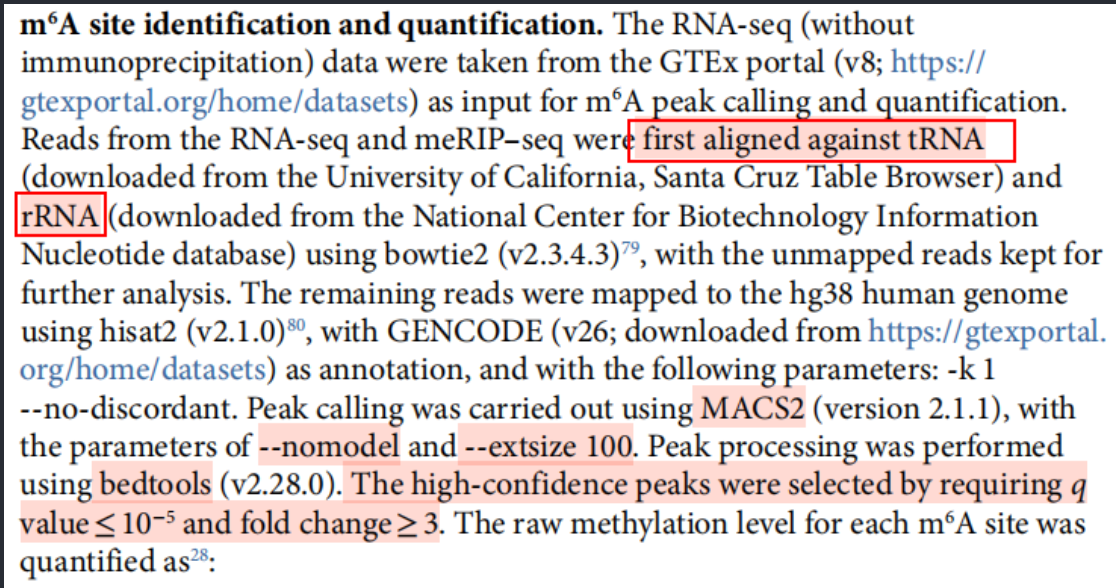 m⁶A site identification and quantification. The RNA-seq (without
immunoprecipitation) data were taken from the GTEx portal (v8; https://
gtexportal.org/home/datasets) as input for m⁶A peak calling and quantification.
Reads from the RNA-seq and meRIP–seq were first aligned against tRNA
(downloaded from the University of California, Santa Cruz Table Browser) and
rRNA (downloaded from the National Center for Biotechnology Information
Nucleotide database) using bowtie2 (v2.3.4.3)⁷⁹, with the unmapped reads kept for
further analysis. The remaining reads were mapped to the hg38 human genome
using hisat2 (v2.1.0)⁸⁰, with GENCODE (v26; downloaded from https://gtexportal.
org/home/datasets) as annotation, and with the following parameters: -k 1
--no-discordant. Peak calling was carried out using MACS2 (version 2.1.1), with
the parameters of --nomodel and --extsize 100. Peak processing was performed
using bedtools (v2.28.0). The high-confidence peaks were selected by requiring q
value ≤ 10⁻⁵ and fold change ≥ 3. The raw methylation level for each m⁶A site was
quantified as²⁸: